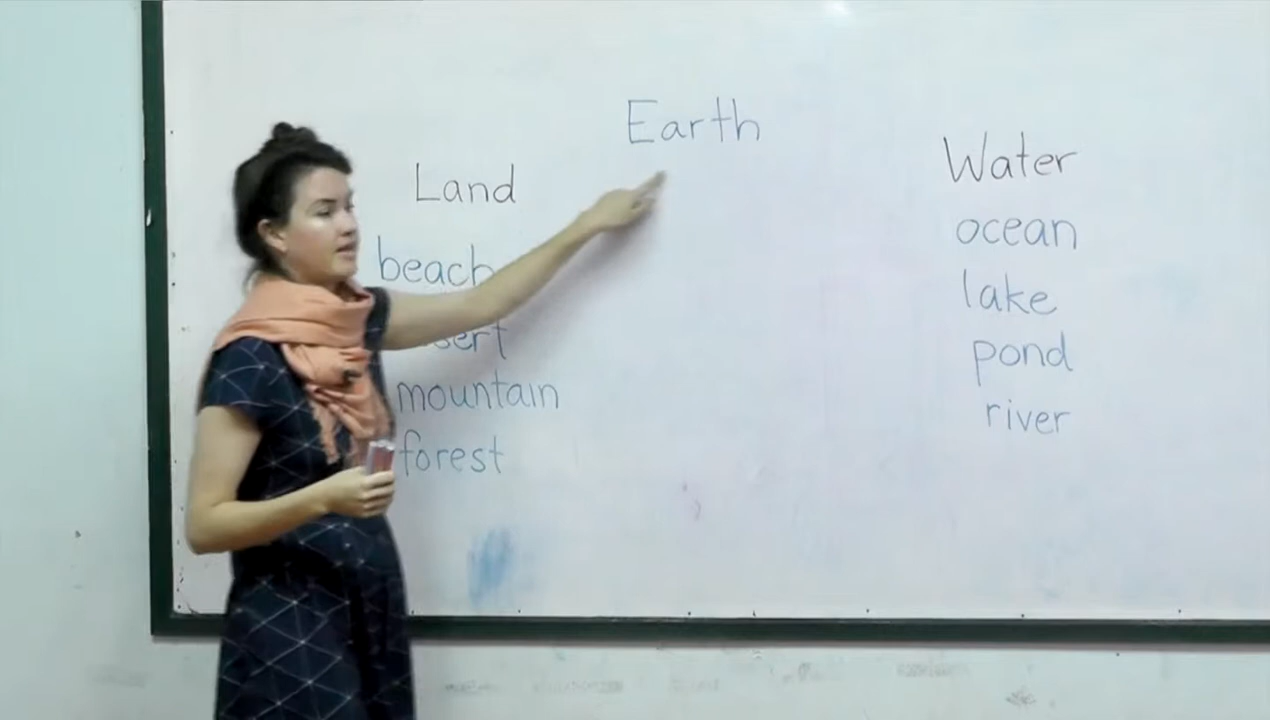 Earth
Land
beach
mountain
forest
Water
ocean
lake
pond
river